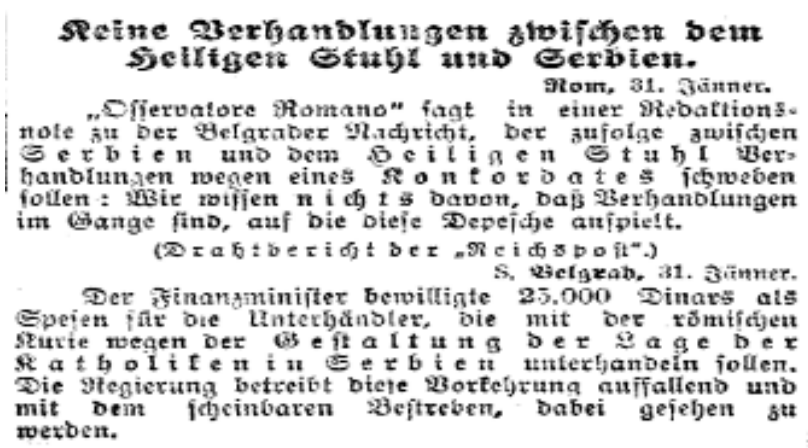 Keine Verhandlungen zwischen dem
Heiligen Stuhl und Serbien.
Rom, 31. Jänner.
„Osservatore Romano“ sagt in einer Redaktions-
note zu der Belgrader Nachricht, der zufolge zwischen
Serbien und dem Heiligen Stuhl Ver-
handlungen wegen eines Konkordates schweben
sollen: Wir wissen nichts davon, daß Verhandlungen
im Gange sind, auf die diese Depesche anspielt.
(Drahtbericht der „Reichspost“.)
S. Belgrad, 31. Jänner.
Der Finanzminister bewilligte 25.000 Dinars als
Spesen für die Unterhändler, die mit der römischen
Kurie wegen der Gestaltung der Lage der
Katholiken in Serbien unterhandeln sollen.
Die Regierung betreibt diese Vorkehrung auffallend und
mit dem scheinbaren Bestreben, dabei gesehen zu
werden.